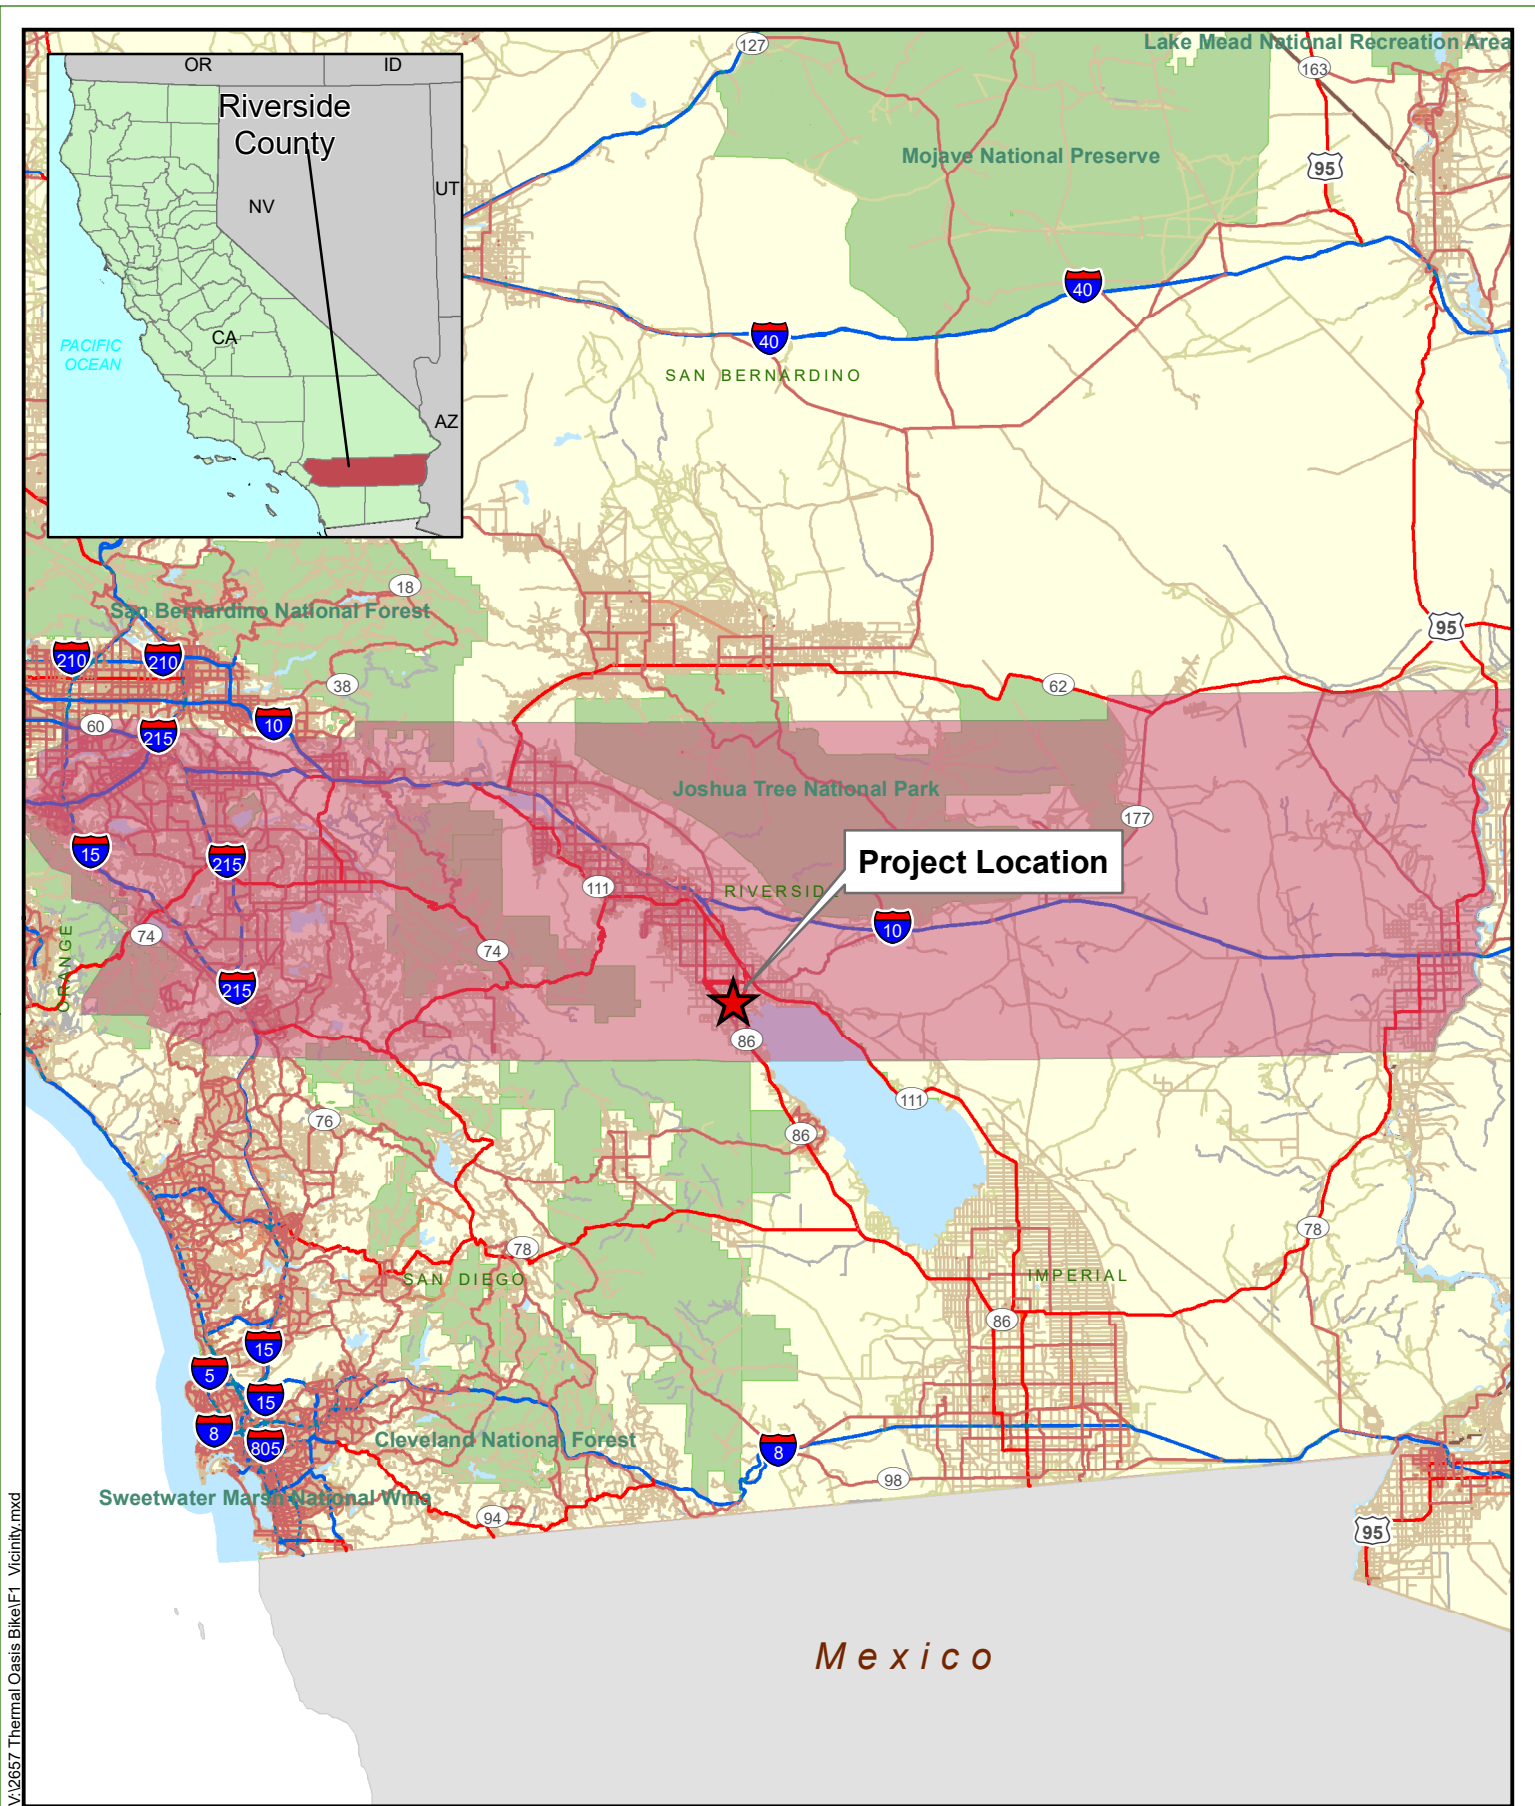 OR
ID
Riverside
County
UT
NV
CA
PACIFIC
OCEAN
AZ
127
Lake Mead National Recreation Area
163
Mojave National Preserve
95
40
40
SAN BERNARDINO
18
San Bernardino National Forest
95
210
210
38
62
60
215
10
Joshua Tree National Park
177
15
215
Project Location
111
RIVERSID
10
74
74
ORANGE
215
86
111
76
86
78
78
SAN DIEGO
IMPERIAL
86
15
5
15
8
805
Cleveland National Forest
8
98
Sweetwater Marsh National Wma
94
95
Mexico
V:\2657 Thermal Oasis Bike\F1_Vicinity.mxd